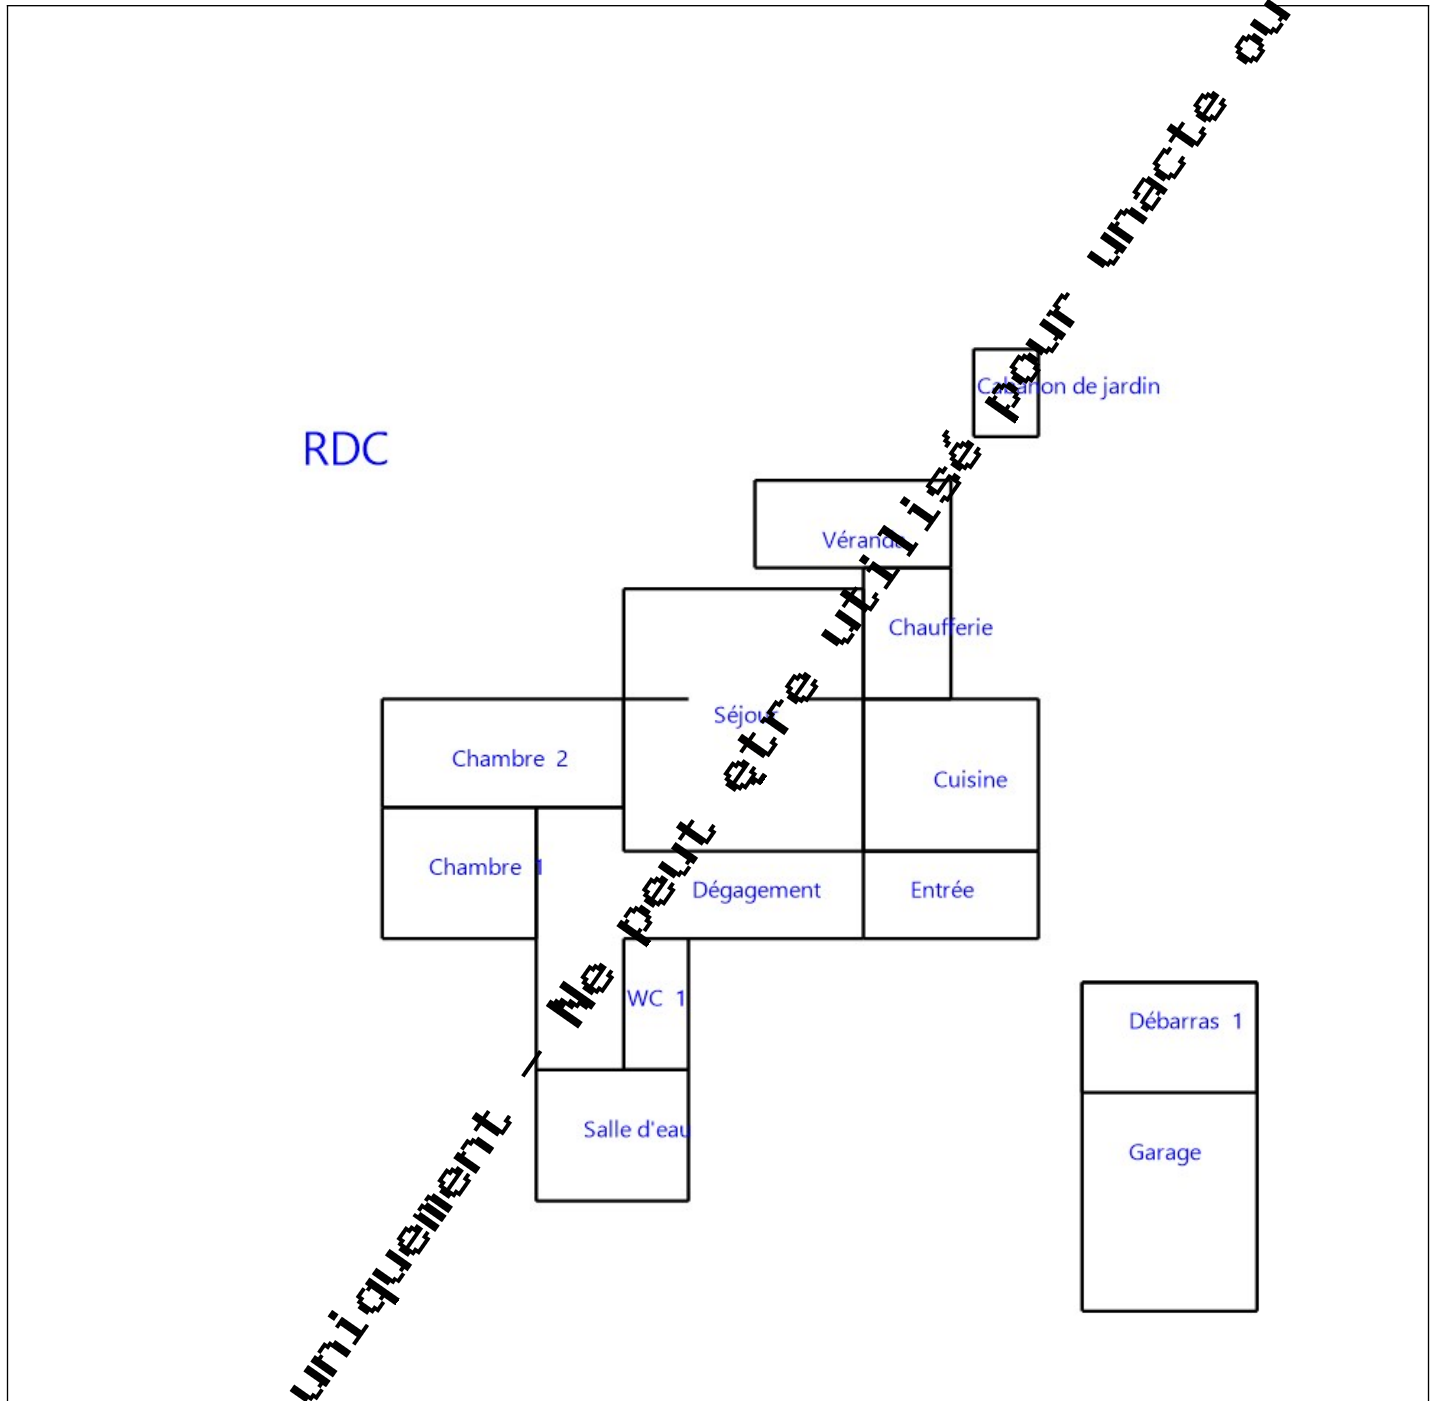 Cabanon de jardin
RDC
Véranda
Chaufferie
Séjour
Chambre 2
Cuisine
Chambre 1
Dégagement
Entrée
WC 1
Débarras 1
Salle d'eau
Garage
uniquement / Ne peut etre utilisé pour unacte ou